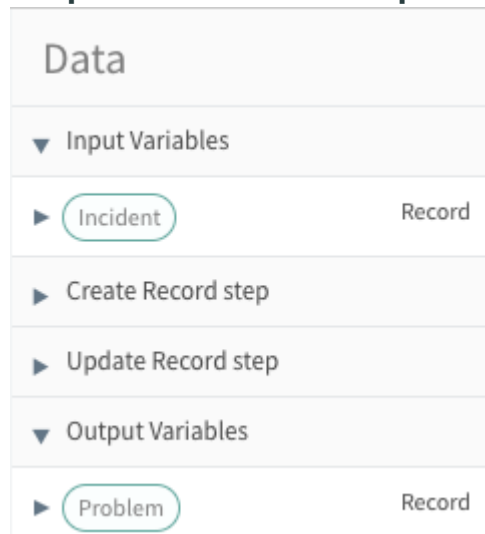 Data
Input Variables
Incident Record
Create Record step
Update Record step
Output Variables
Problem Record